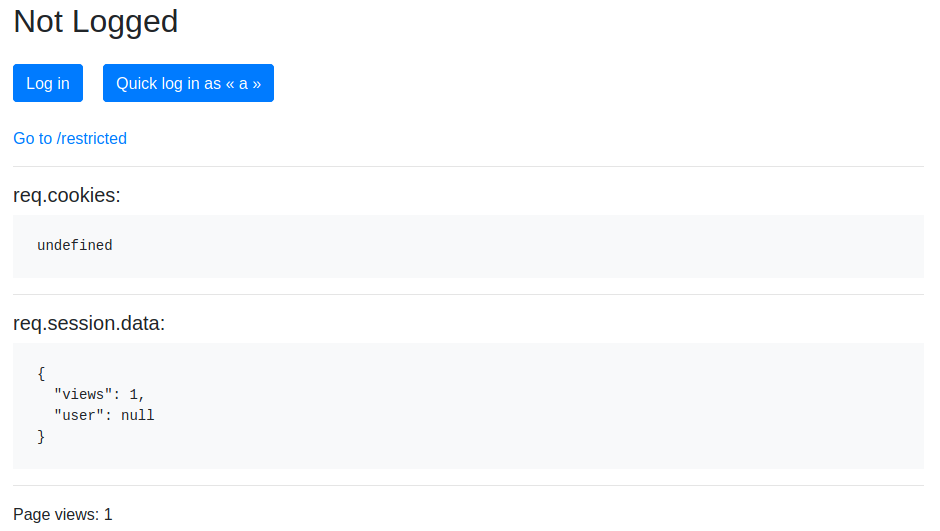 Not Logged
Log in
Quick log in as « a »
Go to /restricted
req.cookies:
undefined
req.session.data:
{
  "views": 1,
  "user": null
}
Page views: 1